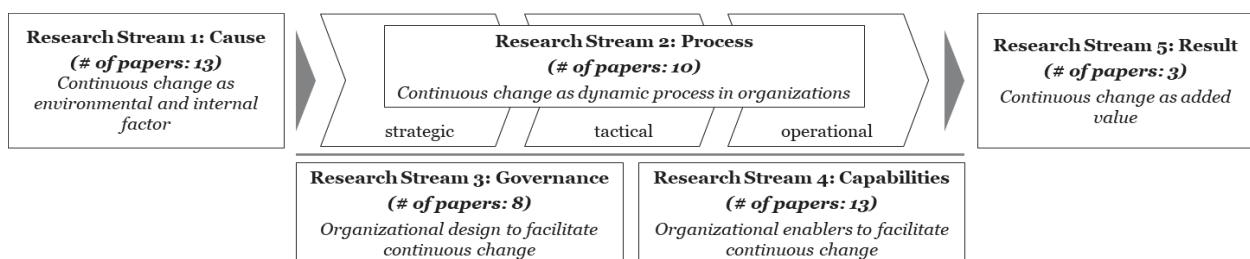 Research Stream 1: Cause
(# of papers: 13)
Continuous change as
environmental and internal
factor
Research Stream 2: Process
(# of papers: 10)
Continuous change as dynamic process in organizations
strategic
tactical
operational
Research Stream 5: Result
(# of papers: 3)
Continuous change as added
value
Research Stream 3: Governance
(# of papers: 8)
Organizational design to facilitate
continuous change
Research Stream 4: Capabilities
(# of papers: 13)
Organizational enablers to facilitate
continuous change